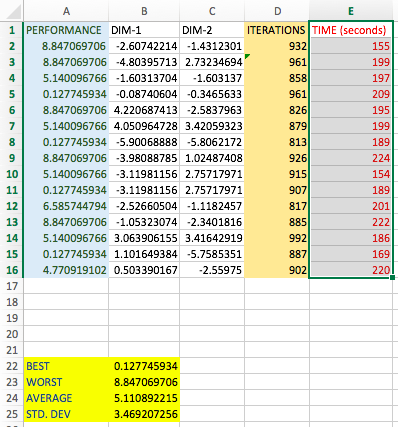 A B C D E
1 PERFORMANCE DIM-1 DIM-2 ITERATIONS TIME (seconds)
2 8.847069706 -2.60742214 -1.4312301 932 155
3 8.847069706 -4.80395713 2.73234694 961 199
4 5.140096766 -1.60313704 -1.603137 858 197
5 0.127745934 -0.08740604 -0.3465633 961 209
6 8.847069706 4.220687413 -2.5837963 826 195
7 5.140096766 4.050964728 3.42059323 879 199
8 0.127745934 -5.90068888 -5.8062172 813 189
9 8.847069706 -3.98088785 1.02487408 926 224
10 5.140096766 -3.11981156 2.75717971 915 154
11 0.127745934 -3.11981156 2.75717971 907 189
12 6.585744794 -2.52660504 -1.1182457 817 201
13 8.847069706 -1.05323074 -2.3401816 885 222
14 5.140096766 3.063906155 3.41642919 992 186
15 0.127745934 1.101649384 -5.7585351 887 169
16 4.770919102 0.503390167 -2.55975 902 220
17
18
19
20
21
22 BEST 0.127745934
23 WORST 8.847069706
24 AVERAGE 5.110892215
25 STD. DEV 3.469207256